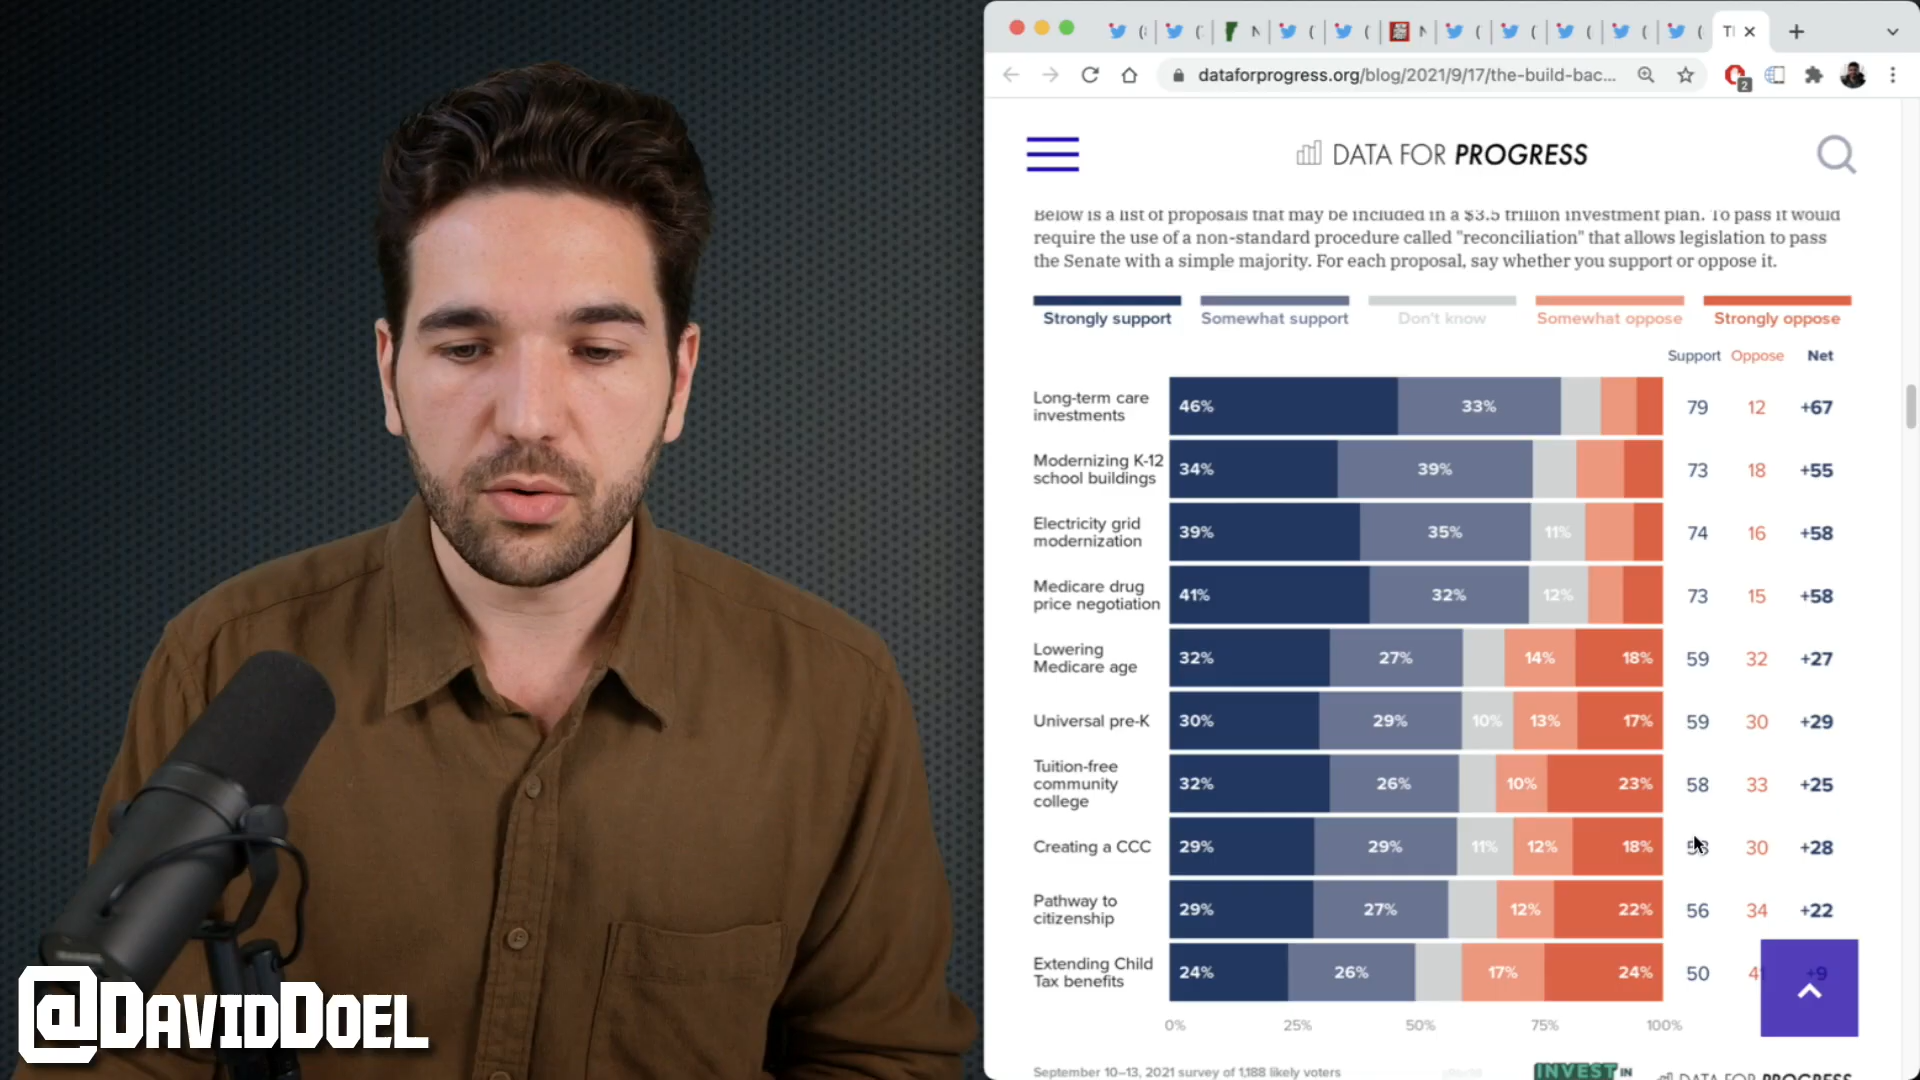 @DAVIDDOEL
dataforprogress.org/blog/2021/9/17/the-build-bac...
2
DATA FOR PROGRESS
Below is a list of proposals that may be included in a $3.5 trillion investment plan. To pass it would
require the use of a non-standard procedure called "reconciliation" that allows legislation to pass
the Senate with a simple majority. For each proposal, say whether you support or oppose it.
Strongly support Somewhat support Don't know Somewhat oppose Strongly oppose
Support Oppose Net
Long-term care
investments
46% 33% 79 12 +67
Modernizing K-12
school buildings
34% 39% 73 18 +55
Electricity grid
modernization
39% 35% 11% 74 16 +58
Medicare drug
price negotiation
41% 32% 12% 73 15 +58
Lowering
Medicare age
32% 27% 14% 18% 59 32 +27
Universal pre-K 30% 29% 10% 13% 17% 59 30 +29
Tuition-free
community
college
32% 26% 10% 23% 58 33 +25
Creating a CCC 29% 29% 11% 12% 18% 30 +28
Pathway to
citizenship
29% 27% 12% 22% 56 34 +22
Extending Child
Tax benefits
24% 26% 17% 24% 50 +9
0% 25% 50% 75% 100%
September 10–13, 2021 survey of 1,188 likely voters
INVEST IN
DATA FOR PROGRESS